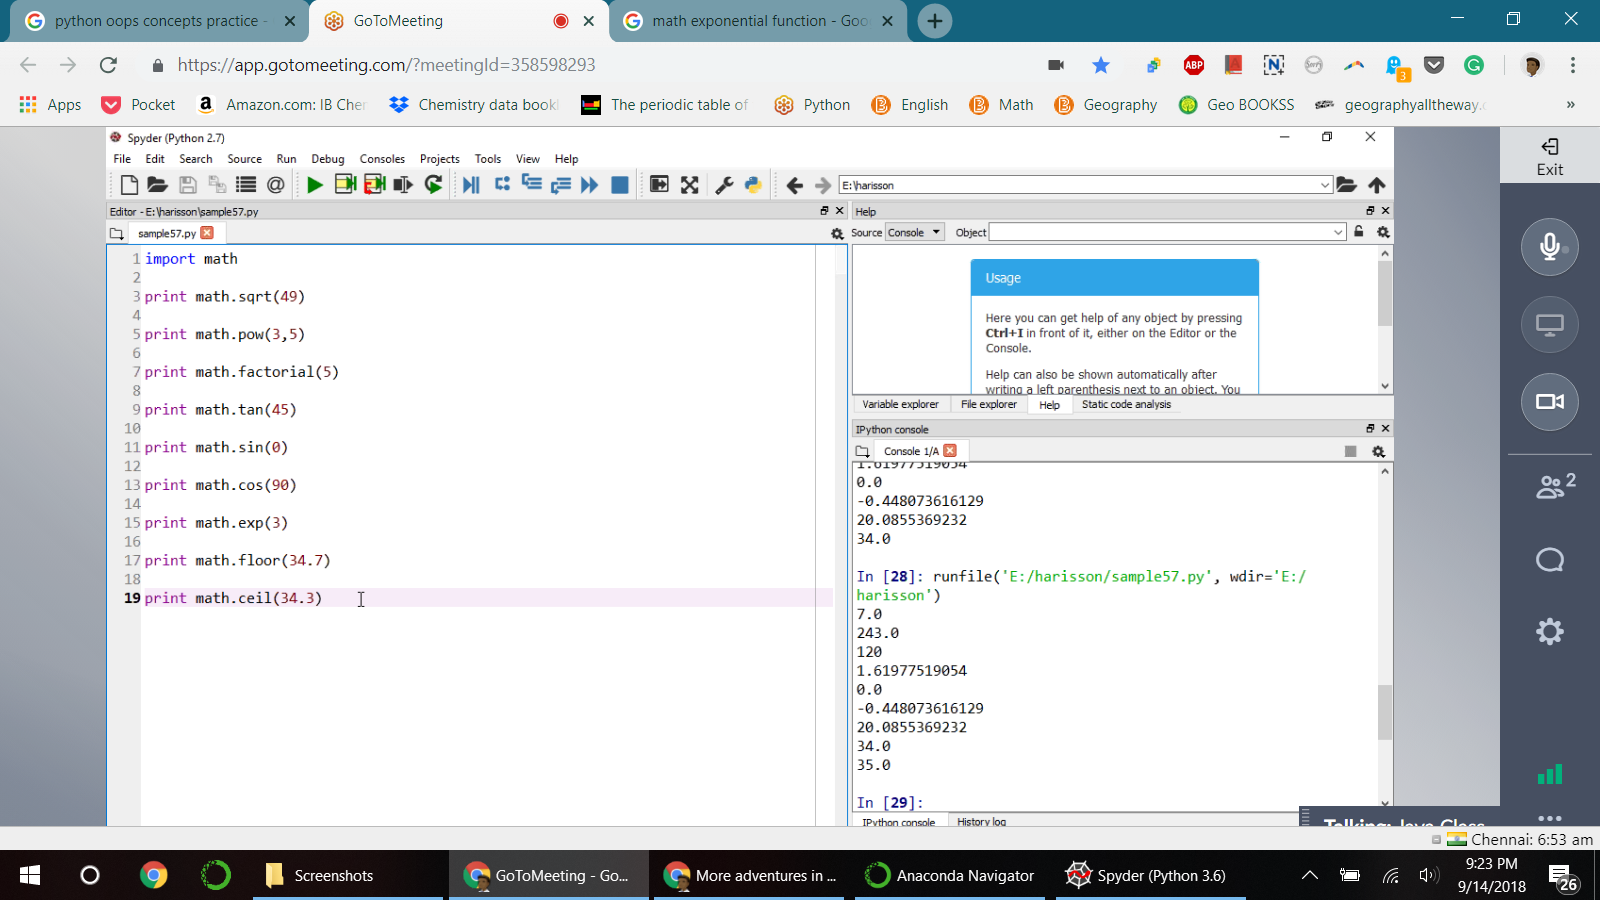 python oops concepts practice -
GoToMeeting
math exponential function - Goo
https://app.gotomeeting.com/?meetingId=358598293
ABP
3
Apps
Pocket
Amazon.com: IB Cher
Chemistry data book
The periodic table of
Python
English
Math
Geography
Geo BOOKSS
geographyalltheway.c
»
Spyder (Python 2.7)
File Edit Search Source Run Debug Consoles Projects Tools View Help
E:\harisson
Editor - E:\harisson\sample57.py
sample57.py
1 import math
2
3 print math.sqrt(49)
4
5 print math.pow(3,5)
6
7 print math.factorial(5)
8
9 print math.tan(45)
10
11 print math.sin(0)
12
13 print math.cos(90)
14
15 print math.exp(3)
16
17 print math.floor(34.7)
18
19 print math.ceil(34.3)
Help
Source Console Object
Usage
Here you can get help of any object by pressing
Ctrl+I in front of it, either on the Editor or the
Console.
Help can also be shown automatically after
writing a left parenthesis next to an object. You
Variable explorer File explorer Help Static code analysis
IPython console
Console 1/A
1.61977519054
0.0
-0.448073616129
20.0855369232
34.0
In [28]: runfile('E:/harisson/sample57.py', wdir='E:/
harisson')
7.0
243.0
120
1.61977519054
0.0
-0.448073616129
20.0855369232
34.0
35.0
In [29]:
IPython console History log
Exit
2
Talking: Java Class
Chennai: 6:53 am
Screenshots
GoToMeeting - Go...
More adventures in ...
Anaconda Navigator
Spyder (Python 3.6)
9:23 PM
9/14/2018
26